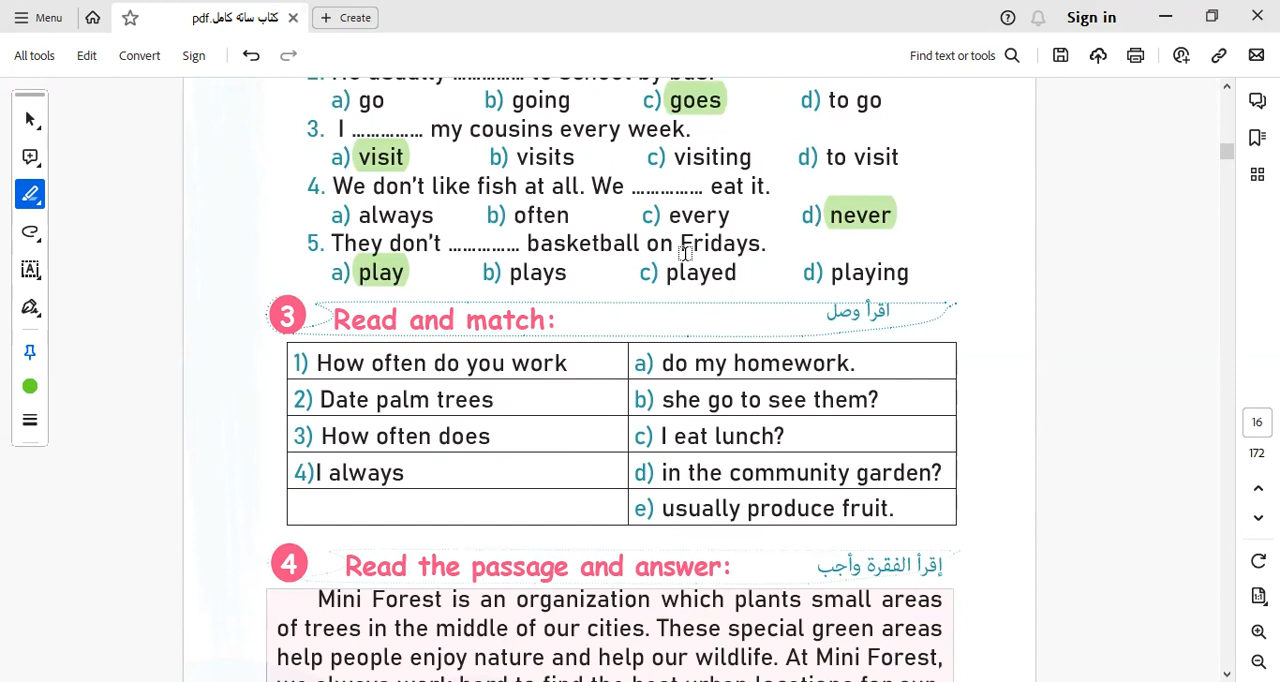 Menu
كتاب سانه كامل.pdf
Create
Sign in
All tools
Edit
Convert
Sign
Find text or tools
a) go b) going c) goes d) to go
3. I ............... my cousins every week.
a) visit b) visits c) visiting d) to visit
4. We don't like fish at all. We ............... eat it.
a) always b) often c) every d) never
5. They don't ............... basketball on Fridays.
a) play b) plays c) played d) playing
3 Read and match: اقرأ وصل
1) How often do you work a) do my homework.
2) Date palm trees b) she go to see them?
3) How often does c) I eat lunch?
4)I always d) in the community garden?
e) usually produce fruit.
4 Read the passage and answer: إقرأ الفقرة وأجب
Mini Forest is an organization which plants small areas
of trees in the middle of our cities. These special green areas
help people enjoy nature and help our wildlife. At Mini Forest,
16
172